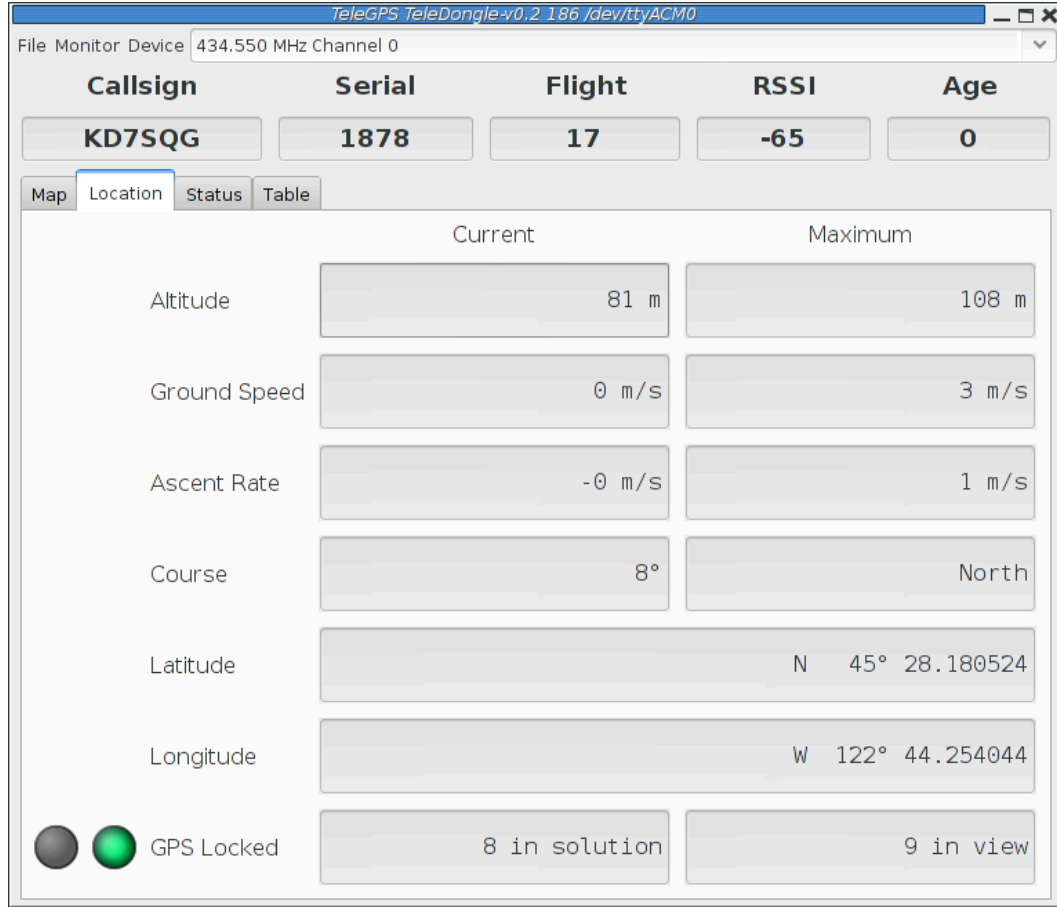 TeleGPS TeleDongle-v0.2 186 /dev/ttyACM0
File Monitor Device 434.550 MHz Channel 0
Callsign Serial Flight RSSI Age
KD7SQG 1878 17 -65 0
Map Location Status Table
Current Maximum
Altitude 81 m 108 m
Ground Speed 0 m/s 3 m/s
Ascent Rate -0 m/s 1 m/s
Course 8° North
Latitude N 45° 28.180524
Longitude W 122° 44.254044
GPS Locked 8 in solution 9 in view